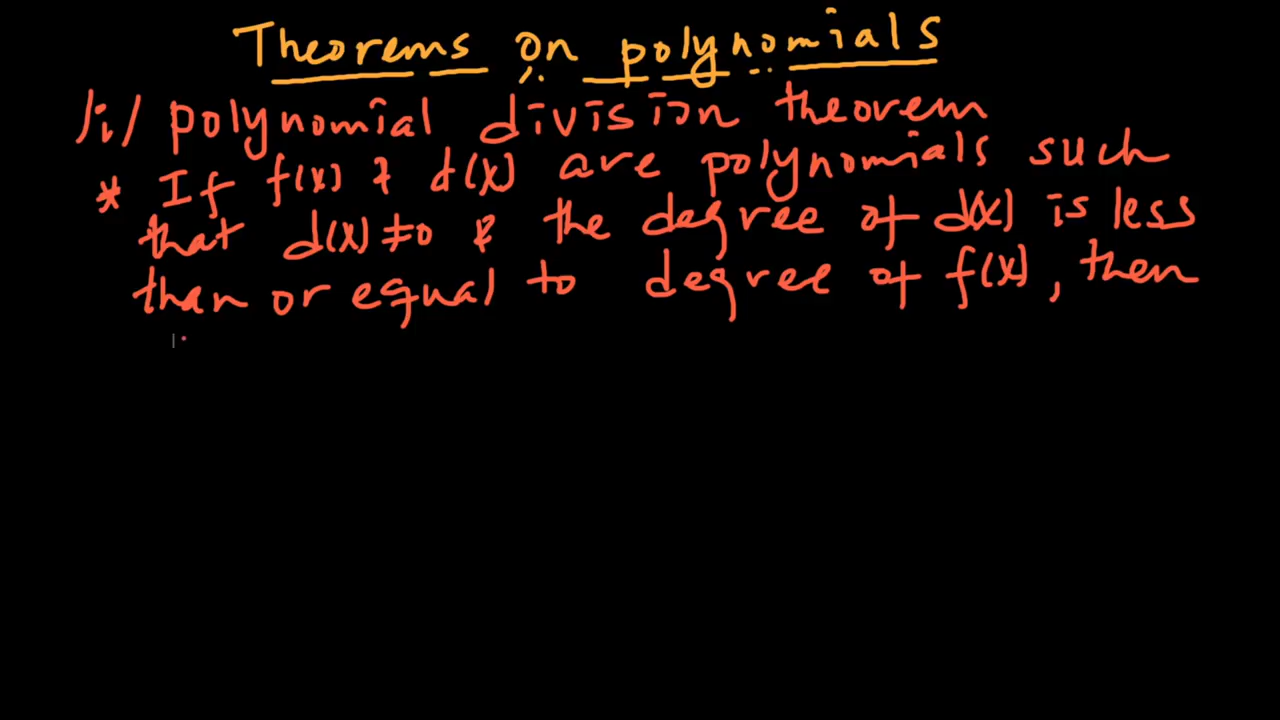 Theorems on polynomials
/i/ polynomial division theorem
* If f(x) & d(x) are polynomials such
that d(x) ≠ 0 & the degree of d(x) is less
than or equal to degree of f(x), then